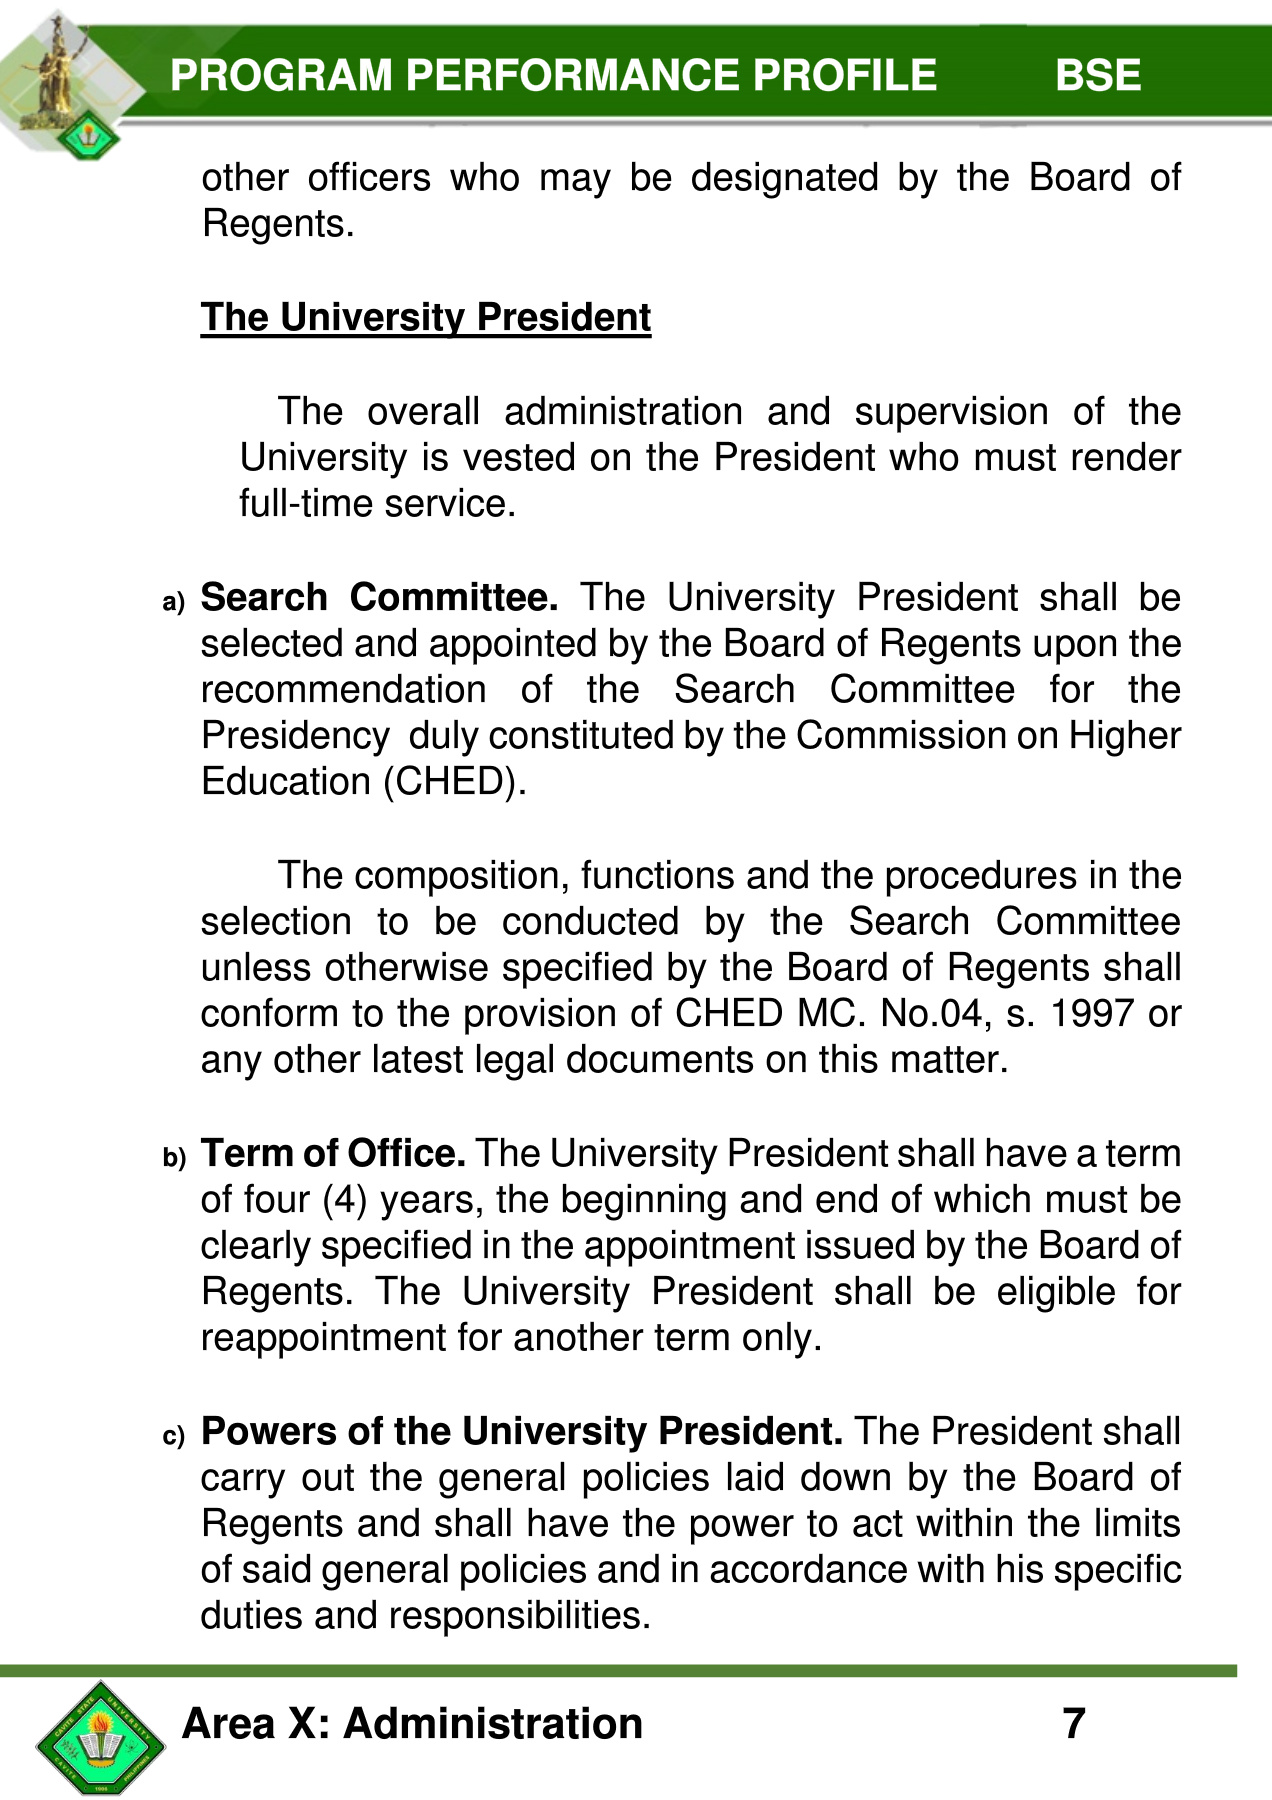 PROGRAM PERFORMANCE PROFILE BSE
other officers who may be designated by the Board of
Regents.
The University President
The overall administration and supervision of the
University is vested on the President who must render
full-time service.
a) Search Committee. The University President shall be
selected and appointed by the Board of Regents upon the
recommendation of the Search Committee for the
Presidency duly constituted by the Commission on Higher
Education (CHED).
The composition, functions and the procedures in the
selection to be conducted by the Search Committee
unless otherwise specified by the Board of Regents shall
conform to the provision of CHED MC. No.04, s. 1997 or
any other latest legal documents on this matter.
b) Term of Office. The University President shall have a term
of four (4) years, the beginning and end of which must be
clearly specified in the appointment issued by the Board of
Regents. The University President shall be eligible for
reappointment for another term only.
c) Powers of the University President. The President shall
carry out the general policies laid down by the Board of
Regents and shall have the power to act within the limits
of said general policies and in accordance with his specific
duties and responsibilities.
CAVITE STATE UNIVERSITY
CAVITE PHILIPPINES
1906
Area X: Administration 7